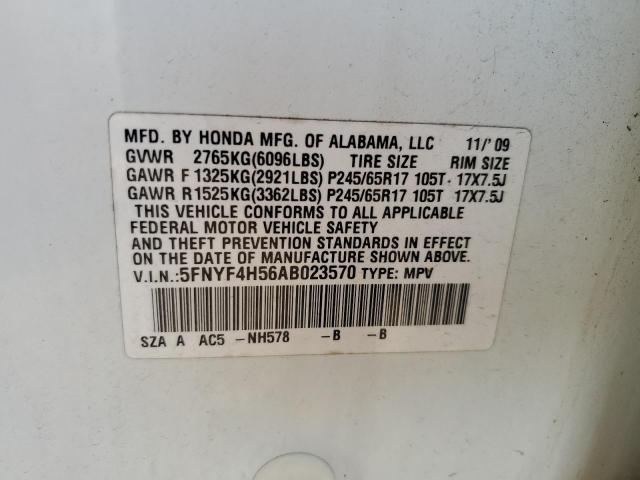 MFD. BY HONDA MFG. OF ALABAMA, LLC 11/'09
GVWR 2765KG(6096LBS) TIRE SIZE RIM SIZE
GAWR F 1325KG(2921LBS) P245/65R17 105T 17X7.5J
GAWR R 1525KG(3362LBS) P245/65R17 105T 17X7.5J
THIS VEHICLE CONFORMS TO ALL APPLICABLE
FEDERAL MOTOR VEHICLE SAFETY
AND THEFT PREVENTION STANDARDS IN EFFECT
ON THE DATE OF MANUFACTURE SHOWN ABOVE.
V.I.N.:5FNYF4H56AB023570 TYPE: MPV
SZA A AC5 -NH578 -B -B